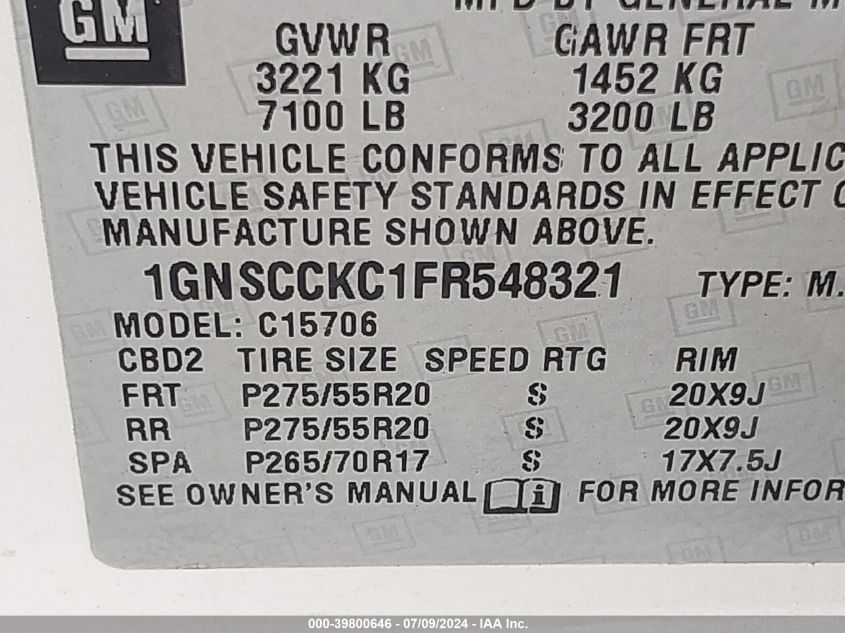 GM
MFD BY GENERAL M
GVWR GAWR FRT
3221 KG 1452 KG
7100 LB 3200 LB
THIS VEHICLE CONFORMS TO ALL APPLIC
VEHICLE SAFETY STANDARDS IN EFFECT
MANUFACTURE SHOWN ABOVE.
1GNSCCKC1FR548321 TYPE: M.
MODEL: C15706
CBD2 TIRE SIZE SPEED RTG RIM
FRT P275/55R20 S 20X9J
RR P275/55R20 S 20X9J
SPA P265/70R17 S 17X7.5J
SEE OWNER'S MANUAL i FOR MORE INFOR
000-39800646 - 07/09/2024 - IAA Inc.